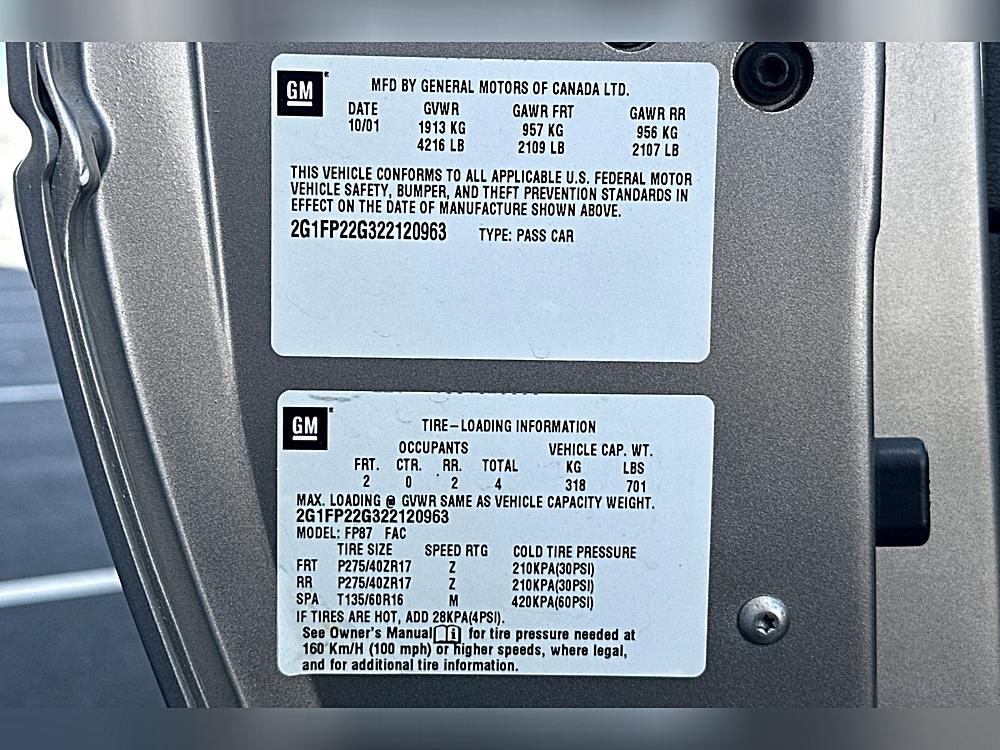 GM
MFD BY GENERAL MOTORS OF CANADA LTD.
DATE GVWR GAWR FRT GAWR RR
10/01 1913 KG 957 KG 956 KG
4216 LB 2109 LB 2107 LB
THIS VEHICLE CONFORMS TO ALL APPLICABLE U.S. FEDERAL MOTOR
VEHICLE SAFETY, BUMPER, AND THEFT PREVENTION STANDARDS IN
EFFECT ON THE DATE OF MANUFACTURE SHOWN ABOVE.
2G1FP22G322120963 TYPE: PASS CAR
GM
TIRE-LOADING INFORMATION
OCCUPANTS VEHICLE CAP. WT.
FRT. CTR. RR. TOTAL KG LBS
2 0 2 4 318 701
MAX. LOADING @ GVWR SAME AS VEHICLE CAPACITY WEIGHT.
2G1FP22G322120963
MODEL: FP87 FAC
TIRE SIZE SPEED RTG COLD TIRE PRESSURE
FRT P275/40ZR17 Z 210KPA(30PSI)
RR P275/40ZR17 Z 210KPA(30PSI)
SPA T135/60R16 M 420KPA(60PSI)
IF TIRES ARE HOT, ADD 28KPA(4PSI).
See Owner's Manual i for tire pressure needed at
160 Km/H (100 mph) or higher speeds, where legal,
and for additional tire information.